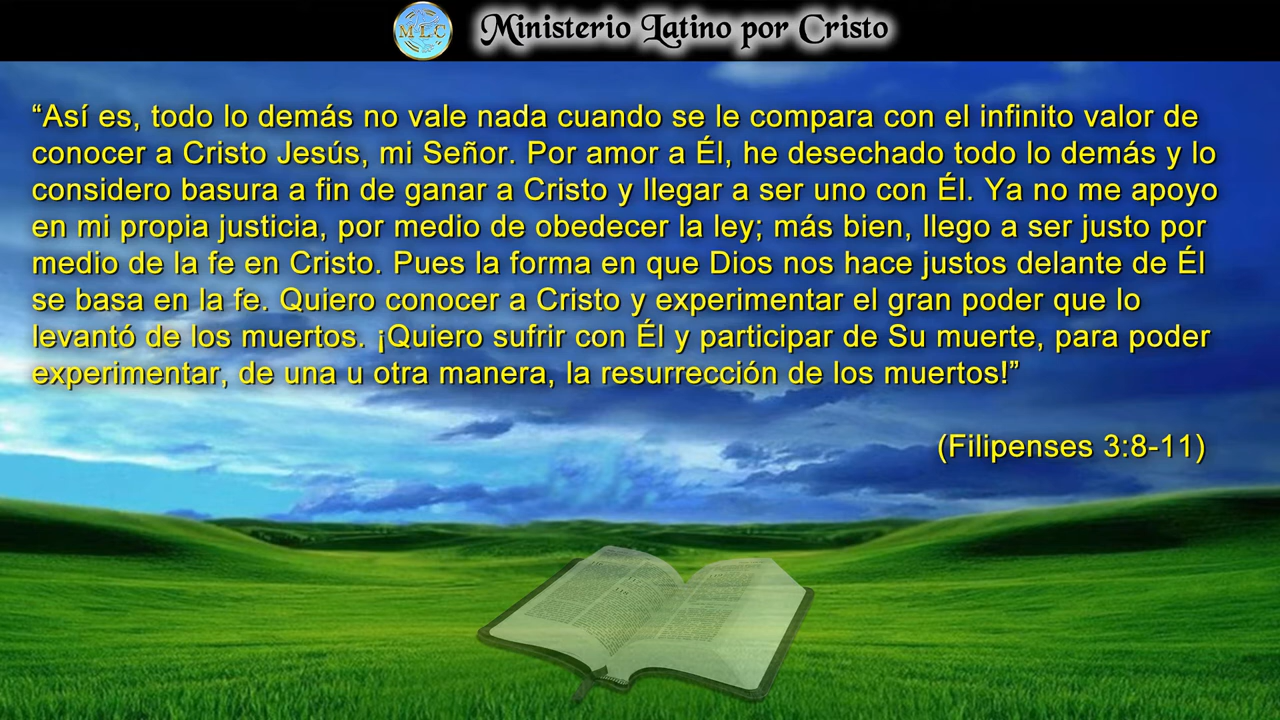 MLC
Ministerio Latino por Cristo
“Así es, todo lo demás no vale nada cuando se le compara con el infinito valor de
conocer a Cristo Jesús, mi Señor. Por amor a Él, he desechado todo lo demás y lo
considero basura a fin de ganar a Cristo y llegar a ser uno con Él. Ya no me apoyo
en mi propia justicia, por medio de obedecer la ley; más bien, llego a ser justo por
medio de la fe en Cristo. Pues la forma en que Dios nos hace justos delante de Él
se basa en la fe. Quiero conocer a Cristo y experimentar el gran poder que lo
levantó de los muertos. ¡Quiero sufrir con Él y participar de Su muerte, para poder
experimentar, de una u otra manera, la resurrección de los muertos!”
(Filipenses 3:8-11)